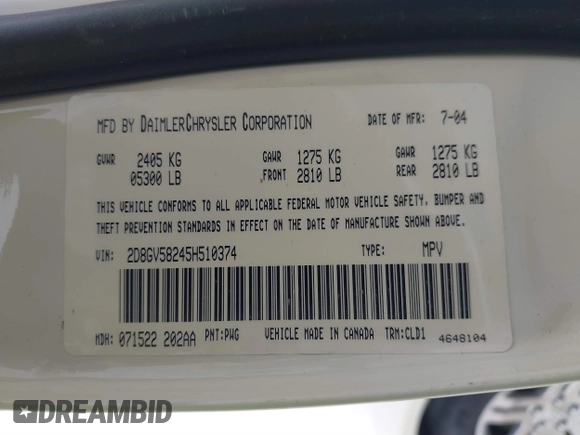 MFD BY DAIMLERCHRYSLER CORPORATION DATE OF MFR: 7-04
GVWR 2405 KG GAWR 1275 KG GAWR 1275 KG
05300 LB FRONT 2810 LB REAR 2810 LB
THIS VEHICLE CONFORMS TO ALL APPLICABLE FEDERAL MOTOR VEHICLE SAFETY, BUMPER AND
THEFT PREVENTION STANDARDS IN EFFECT ON THE DATE OF MANUFACTURE SHOWN ABOVE.
VIN: 2D8GV58245H510374 TYPE: MPV
MDH: 071522 202AA PNT:PWG VEHICLE MADE IN CANADA TRM:CLD1 4648104
DREAMBID